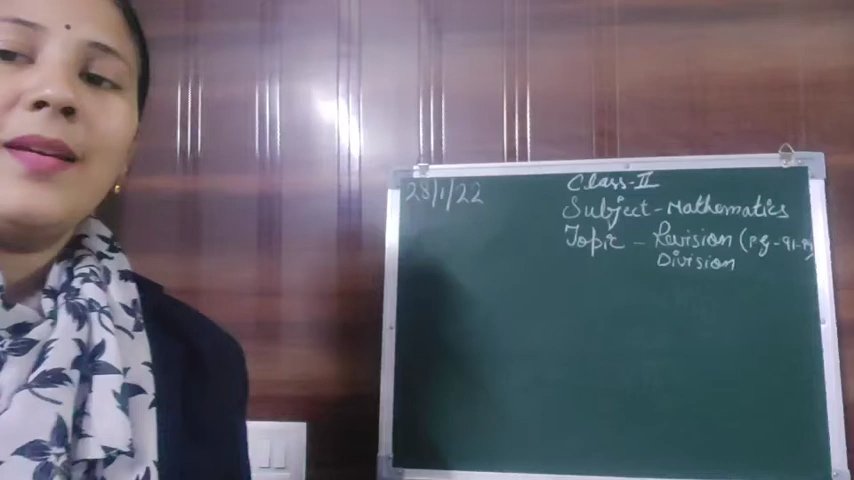 28/1/22
Class-II
Subject - Mathematics
Topic - Revision (Pg-91-
Division